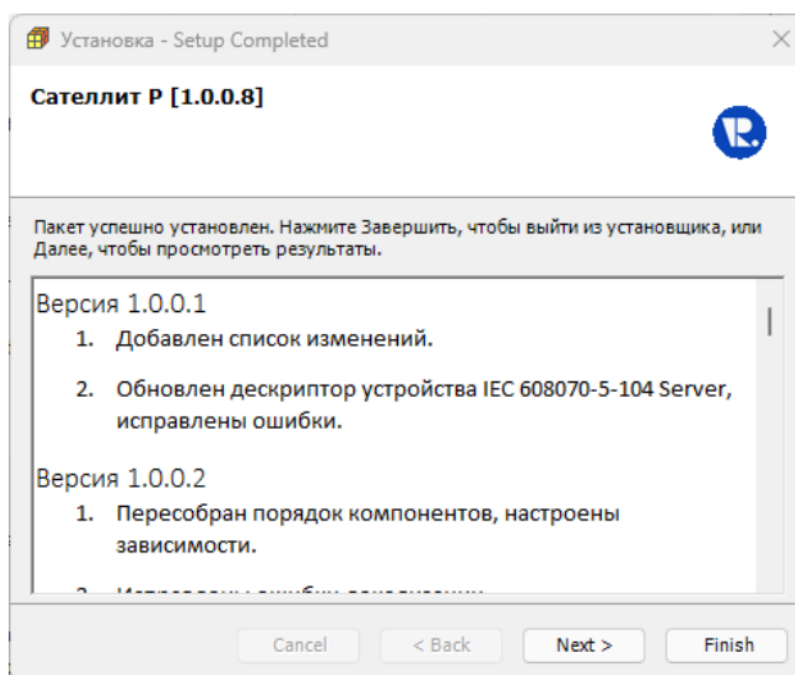 Установка - Setup Completed
Сателлит Р [1.0.0.8]
Пакет успешно установлен. Нажмите Завершить, чтобы выйти из установщика, или
Далее, чтобы просмотреть результаты.
Версия 1.0.0.1
1. Добавлен список изменений.
2. Обновлен дескриптор устройства IEC 608070-5-104 Server,
исправлены ошибки.
Версия 1.0.0.2
1. Пересобран порядок компонентов, настроены
зависимости.
Cancel
< Back
Next >
Finish